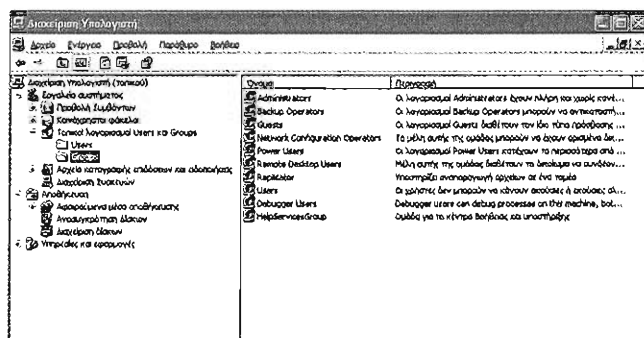 Διαχείριση Υπολογιστή
Αρχείο Ενέργεια Προβολή Παράθυρο Βοήθεια
Διαχείριση Υπολογιστή (τοπικού)
Εργαλεία συστήματος
Προβολή Συμβάντων
Κοινόχρηστοι φάκελοι
Τοπικοί λογαριασμοί Users και Groups
Users
Groups
Αρχεία καταγραφής επιδόσεων και ειδοποιήσεις
Διαχείριση Συσκευών
Αποθήκευση
Αφαιρούμενα μέσα αποθήκευσης
Ανασυγκρότηση δίσκων
Διαχείριση δίσκων
Υπηρεσίες και εφαρμογές
Όνομα Περιγραφή
Administrators Οι λογαριασμοί Administrators έχουν πλήρη και χωρίς κανέ...
Backup Operators Οι λογαριασμοί Backup Operators μπορούν να αντικαταστή...
Guests Οι λογαριασμοί Guests διαθέτουν τον ίδιο τύπο πρόσβασης ...
Network Configuration Operators Τα μέλη αυτής της ομάδας μπορούν να έχουν ορισμένα δικ...
Power Users Οι λογαριασμοί Power Users κατέχουν τα περισσότερα από ...
Remote Desktop Users Μέλη αυτής της ομάδας διαθέτουν το δικαίωμα να συνδέον...
Replicator Υποστηρίζει αναπαραγωγή αρχείων σε ένα τομέα
Users Οι χρήστες δεν μπορούν να κάνουν ακούσιες ή εκούσιες αλ...
Debugger Users Debugger users can debug processes on this machine, bot...
HelpServicesGroup Ομάδα για το κέντρο Βοήθειας και υποστήριξης